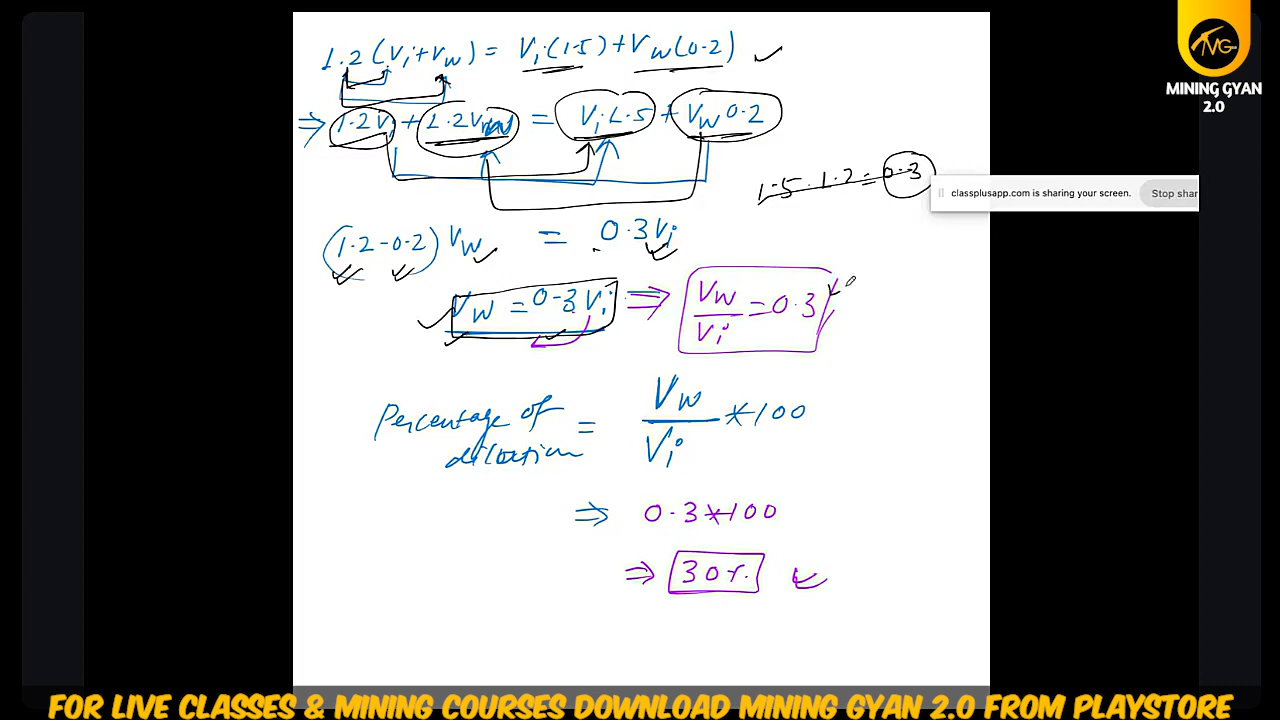 1.2 (Vi + Vw) = Vi (1.5) + Vw (0.2)
⇒ 1.2 Vi + 1.2 Vw = Vi 1.5 + Vw 0.2
1.5 - 1.2 = 0.3
(1.2 - 0.2) Vw = 0.3 Vi
Vw = 0.3 Vi ⇒ Vw/Vi = 0.3
Percentage of dilution = Vw/Vi * 100
⇒ 0.3 * 100
⇒ 30%
MINING GYAN
2.0
classplusapp.com is sharing your screen. Stop shar
FOR LIVE CLASSES & MINING COURSES DOWNLOAD MINING GYAN 2.0 FROM PLAYSTORE